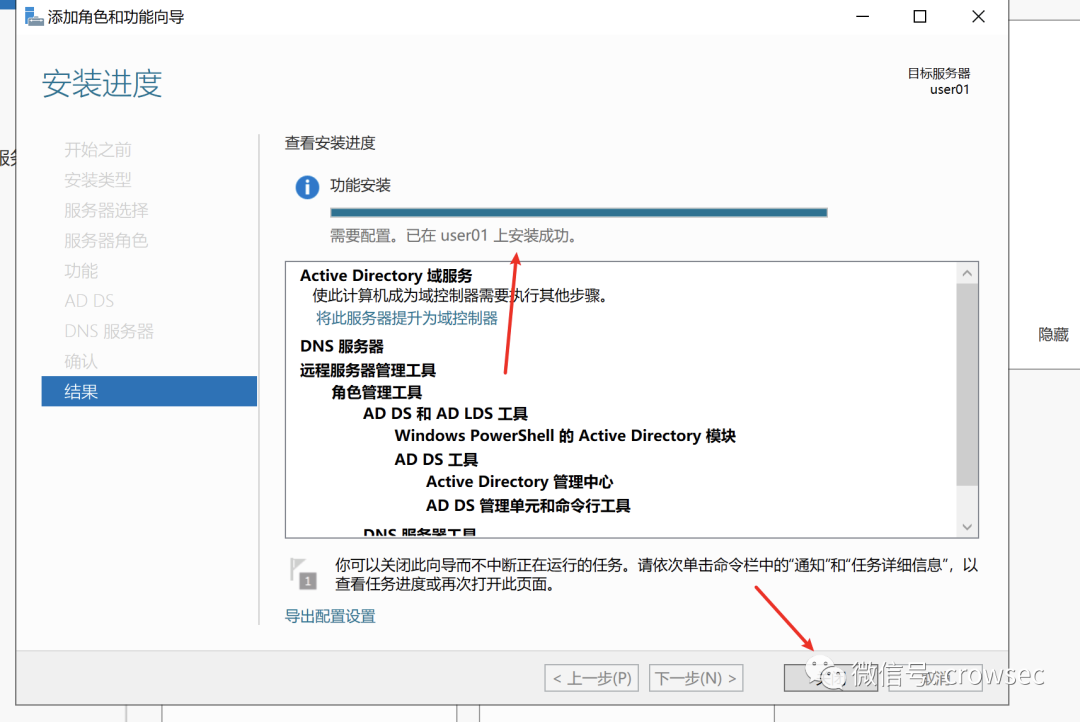 添加角色和功能向导
安装进度
目标服务器
user01
开始之前
安装类型
服务器选择
服务器角色
功能
AD DS
DNS 服务器
确认
结果
查看安装进度
功能安装
需要配置。已在 user01 上安装成功。
Active Directory 域服务
使此计算机成为域控制器需要执行其他步骤。
将此服务器提升为域控制器
DNS 服务器
远程服务器管理工具
角色管理工具
AD DS 和 AD LDS 工具
Windows PowerShell 的 Active Directory 模块
AD DS 工具
Active Directory 管理中心
AD DS 管理单元和命令行工具
DNS 服务器工具
1
你可以关闭此向导而不中断正在运行的任务。请依次单击命令栏中的“通知”和“任务详细信息”，以
查看任务进度或再次打开此页面。
导出配置设置
隐藏
< 上一步(P)
下一步(N) >
取消
微信号: crowsec